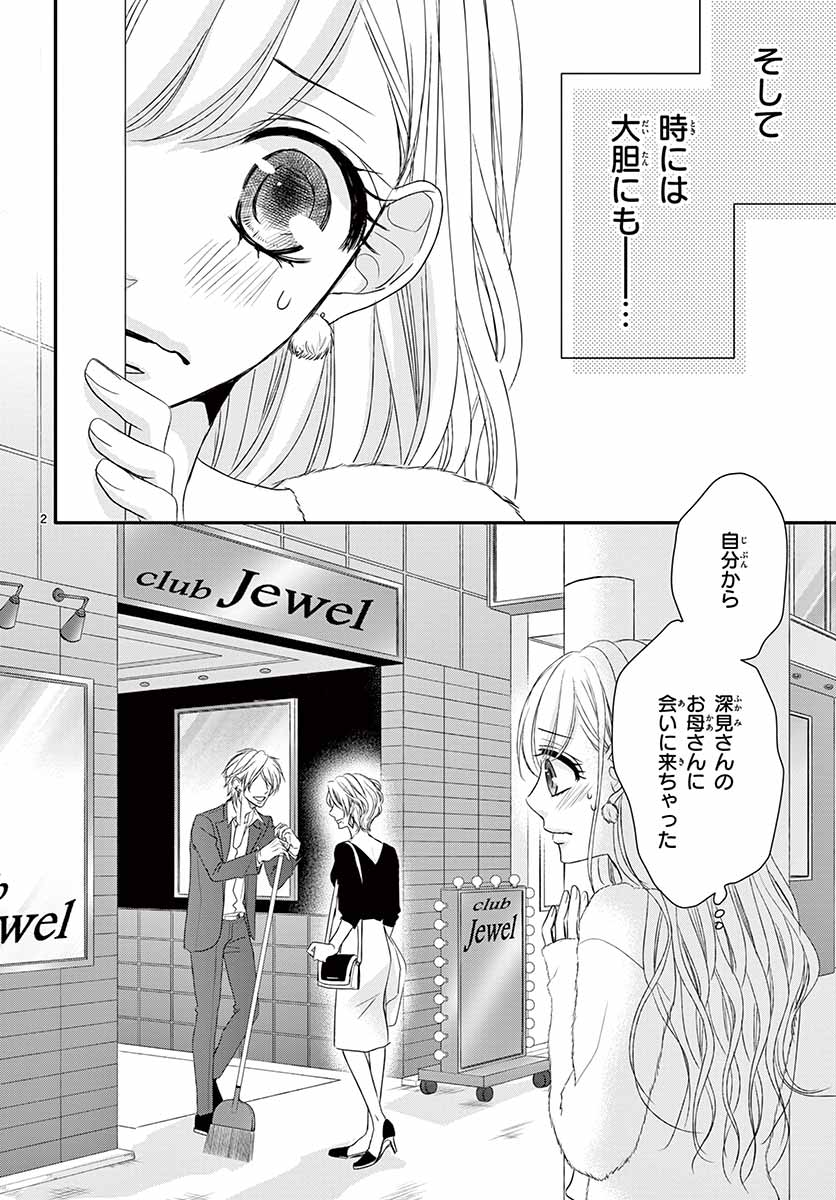 そして
時には
大胆にも――…
2
自分から
深見さんの
お母さんに
会いに来ちゃった
club Jewel
club
Jewel
b
wel